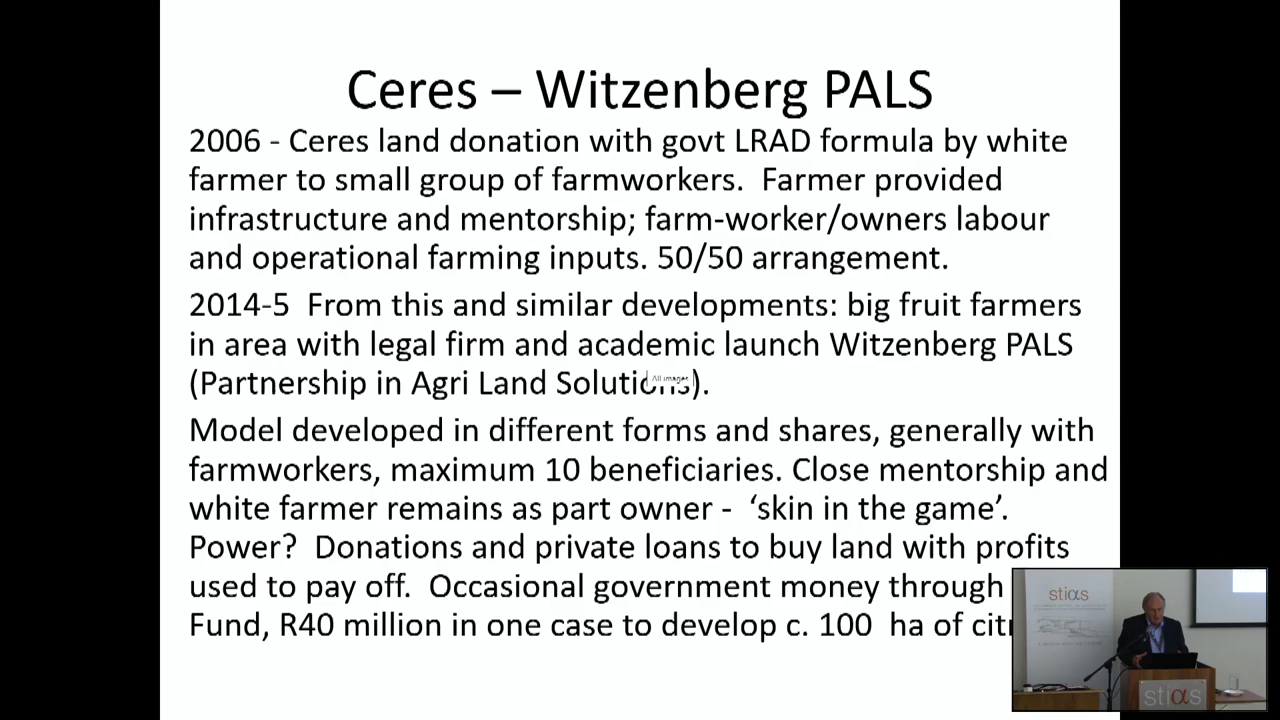 Ceres – Witzenberg PALS
2006 - Ceres land donation with govt LRAD formula by white
farmer to small group of farmworkers.  Farmer provided
infrastructure and mentorship; farm-worker/owners labour
and operational farming inputs. 50/50 arrangement.
2014-5  From this and similar developments: big fruit farmers
in area with legal firm and academic launch Witzenberg PALS
(Partnership in Agri Land Solutions).
All images
Model developed in different forms and shares, generally with
farmworkers, maximum 10 beneficiaries. Close mentorship and
white farmer remains as part owner -  ‘skin in the game’.
Power?  Donations and private loans to buy land with profits
used to pay off.  Occasional government money through
Fund, R40 million in one case to develop c. 100  ha of
stias
stias